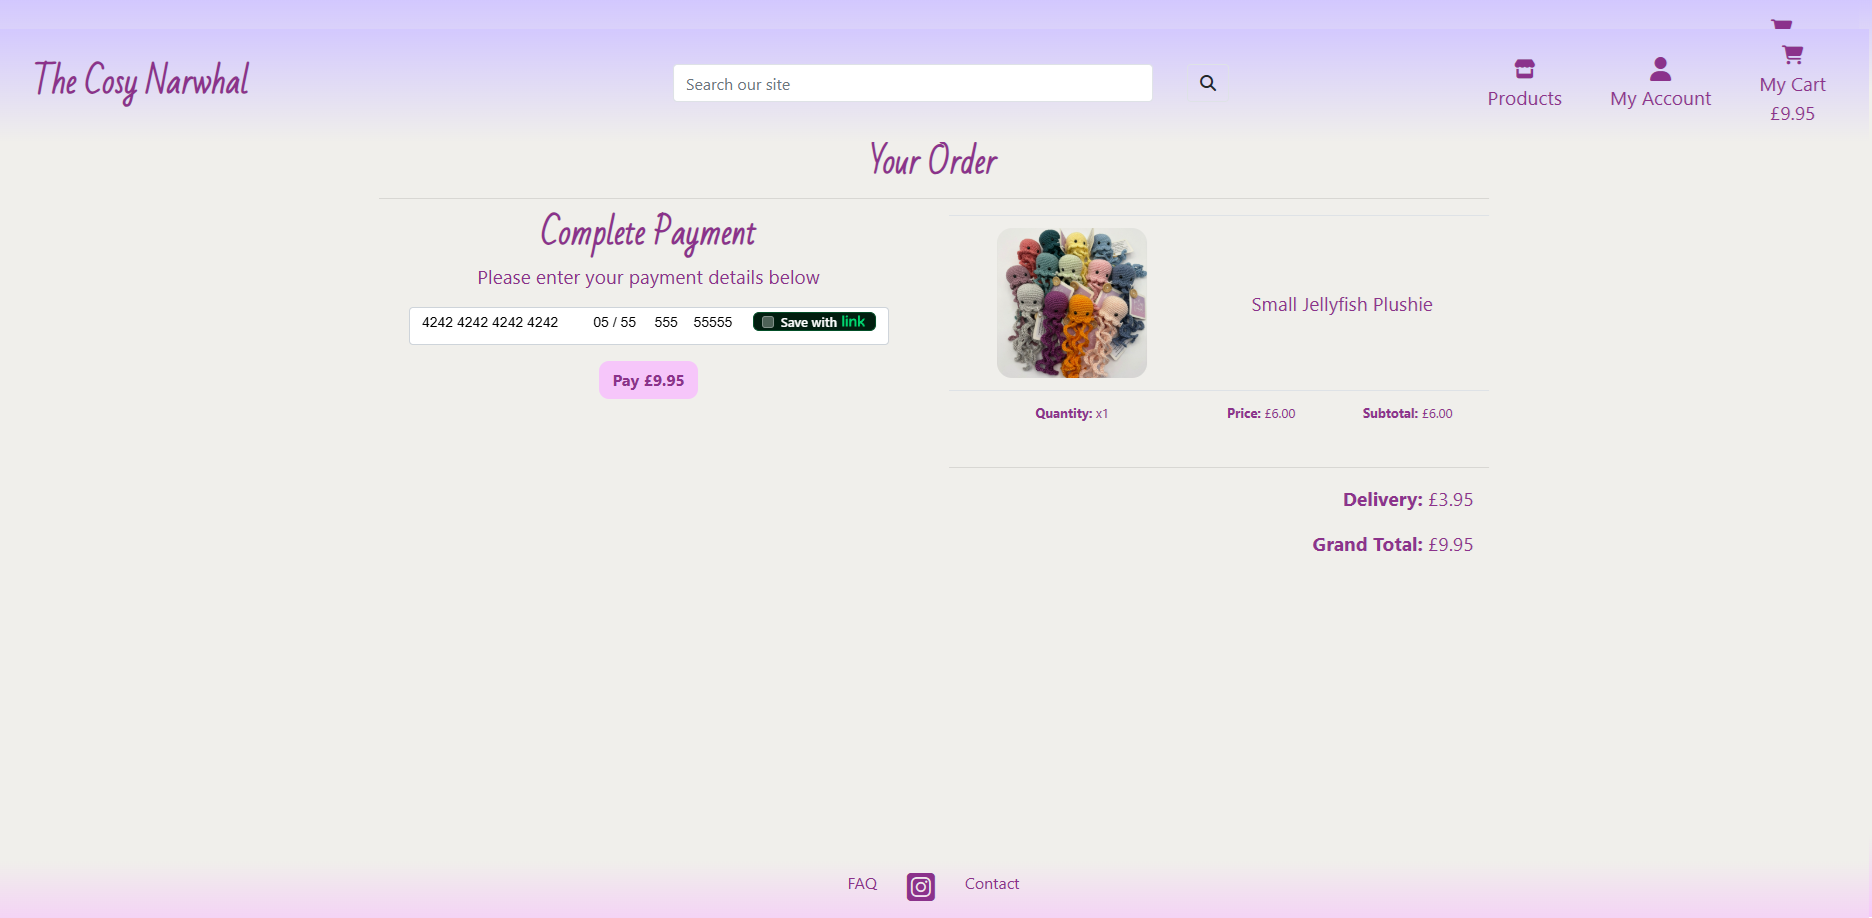 The Cosy Narwhal
Search our site
Products
My Account
My Cart
£9.95
Your Order
Complete Payment
Please enter your payment details below
4242 4242 4242 4242 05 / 55 555 55555 Save with link
Pay £9.95
Small Jellyfish Plushie
Quantity: x1 Price: £6.00 Subtotal: £6.00
Delivery: £3.95
Grand Total: £9.95
FAQ Contact